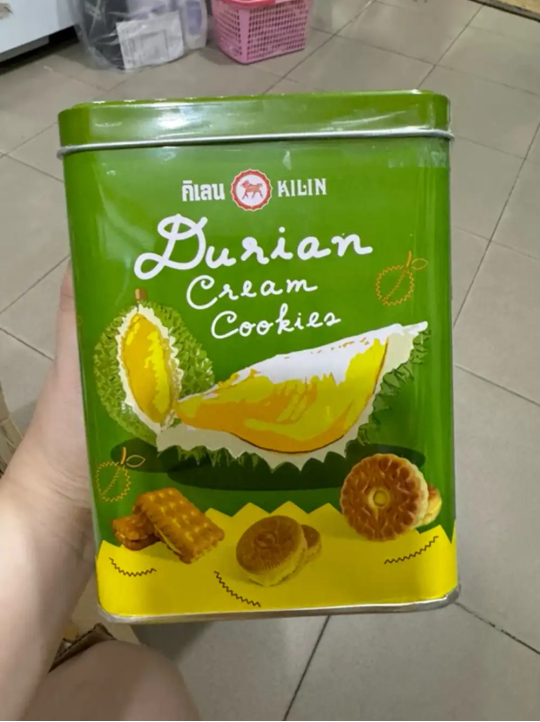 กิเลน KILIN
Durian
Cream
Cookies